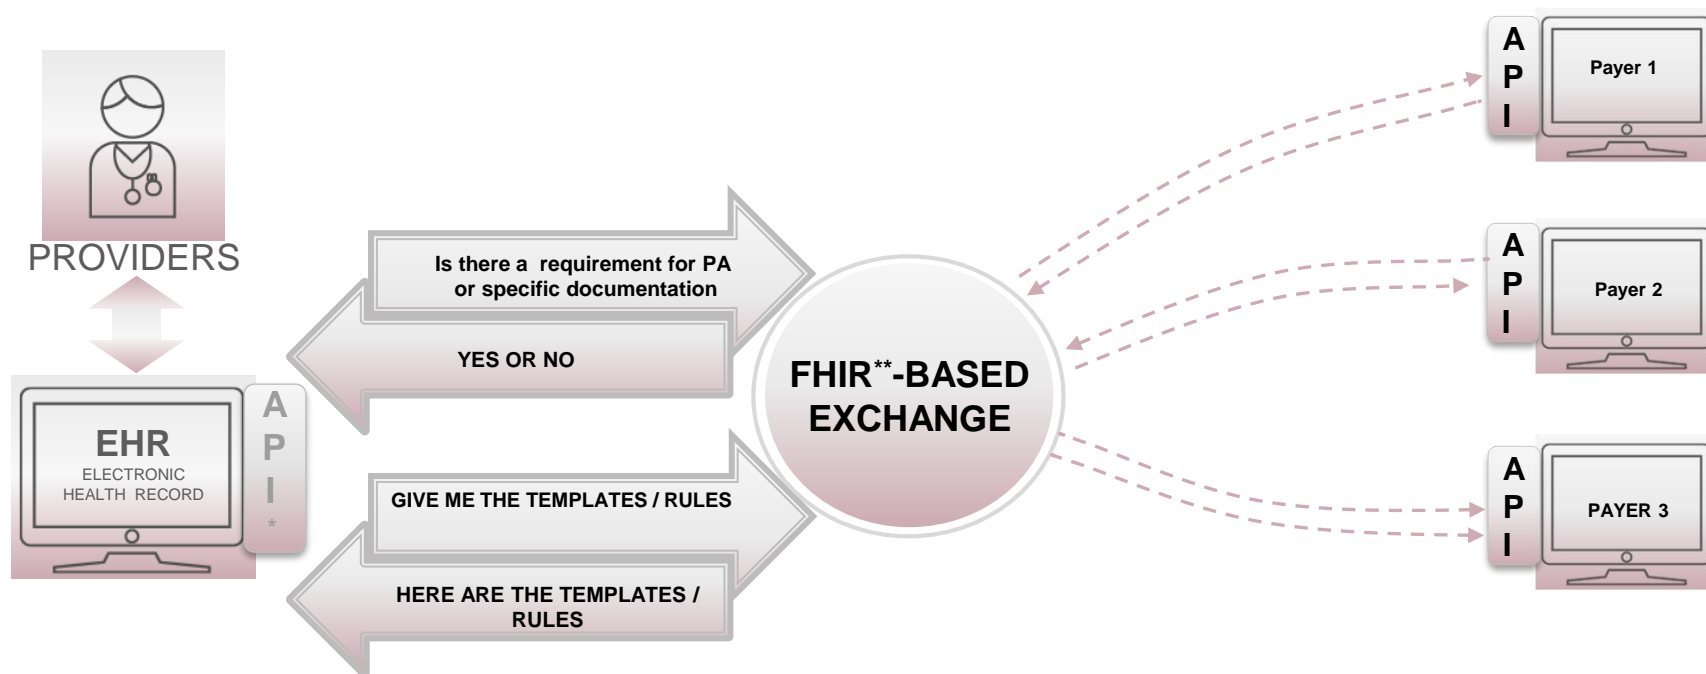 PROVIDERS
EHR
ELECTRONIC
HEALTH RECORD
A
P
I
*
Is there a requirement for PA
or specific documentation
YES OR NO
GIVE ME THE TEMPLATES / RULES
HERE ARE THE TEMPLATES /
RULES
FHIR**-BASED
EXCHANGE
A
P
I
Payer 1
A
P
I
Payer 2
A
P
I
PAYER 3